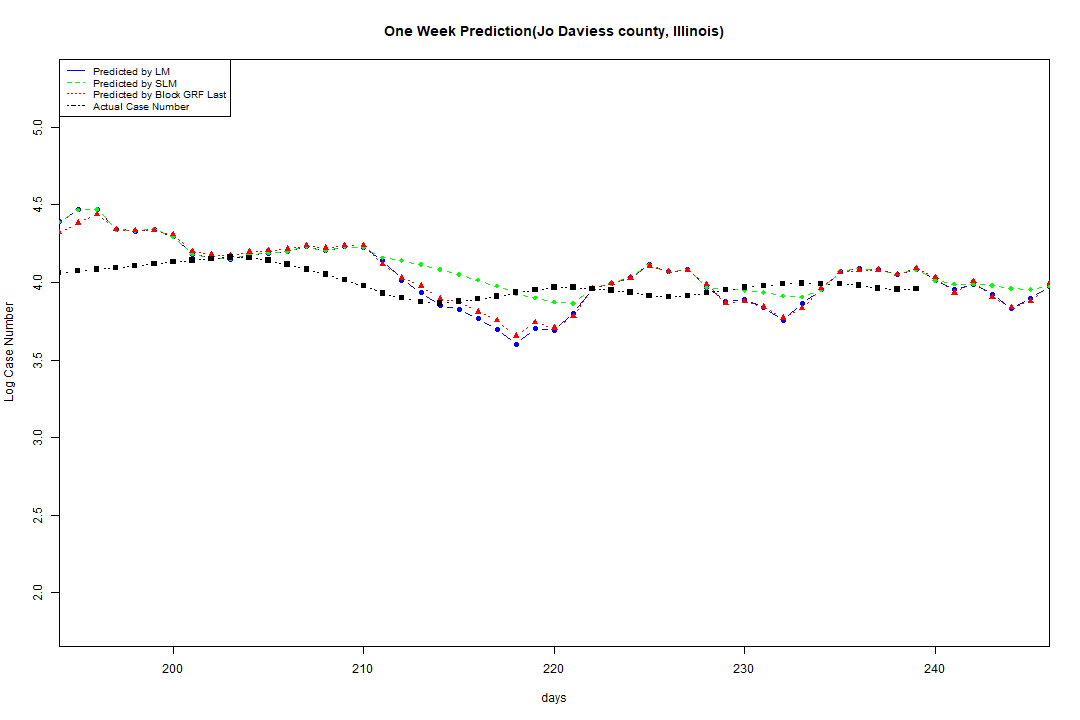 One Week Prediction(Jo Daviess county, Illinois)
Predicted by LM
Predicted by SLM
Predicted by Block GRF Last
Actual Case Number
5.0
4.5
4.0
3.5
3.0
2.5
2.0
Log Case Number
200
210
220
230
240
days